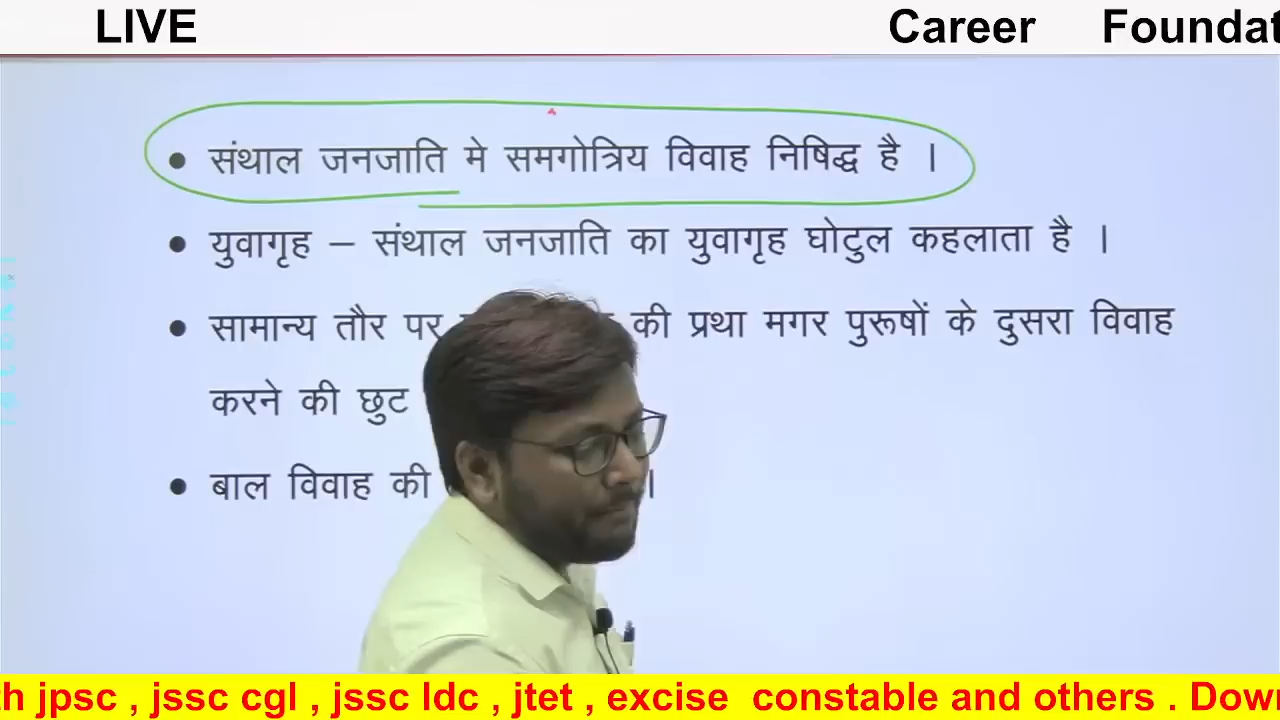 LIVE Career Foundat
• संथाल जनजाति मे समगोत्रिय विवाह निषिद्ध है ।
• युवागृह – संथाल जनजाति का युवागृह घोटुल कहलाता है ।
• सामान्य तौर पर की प्रथा मगर पुरूषों के दुसरा विवाह
करने की छुट
• बाल विवाह की ।
th jpsc , jssc cgl , jssc ldc , jtet , excise constable and others . Dow